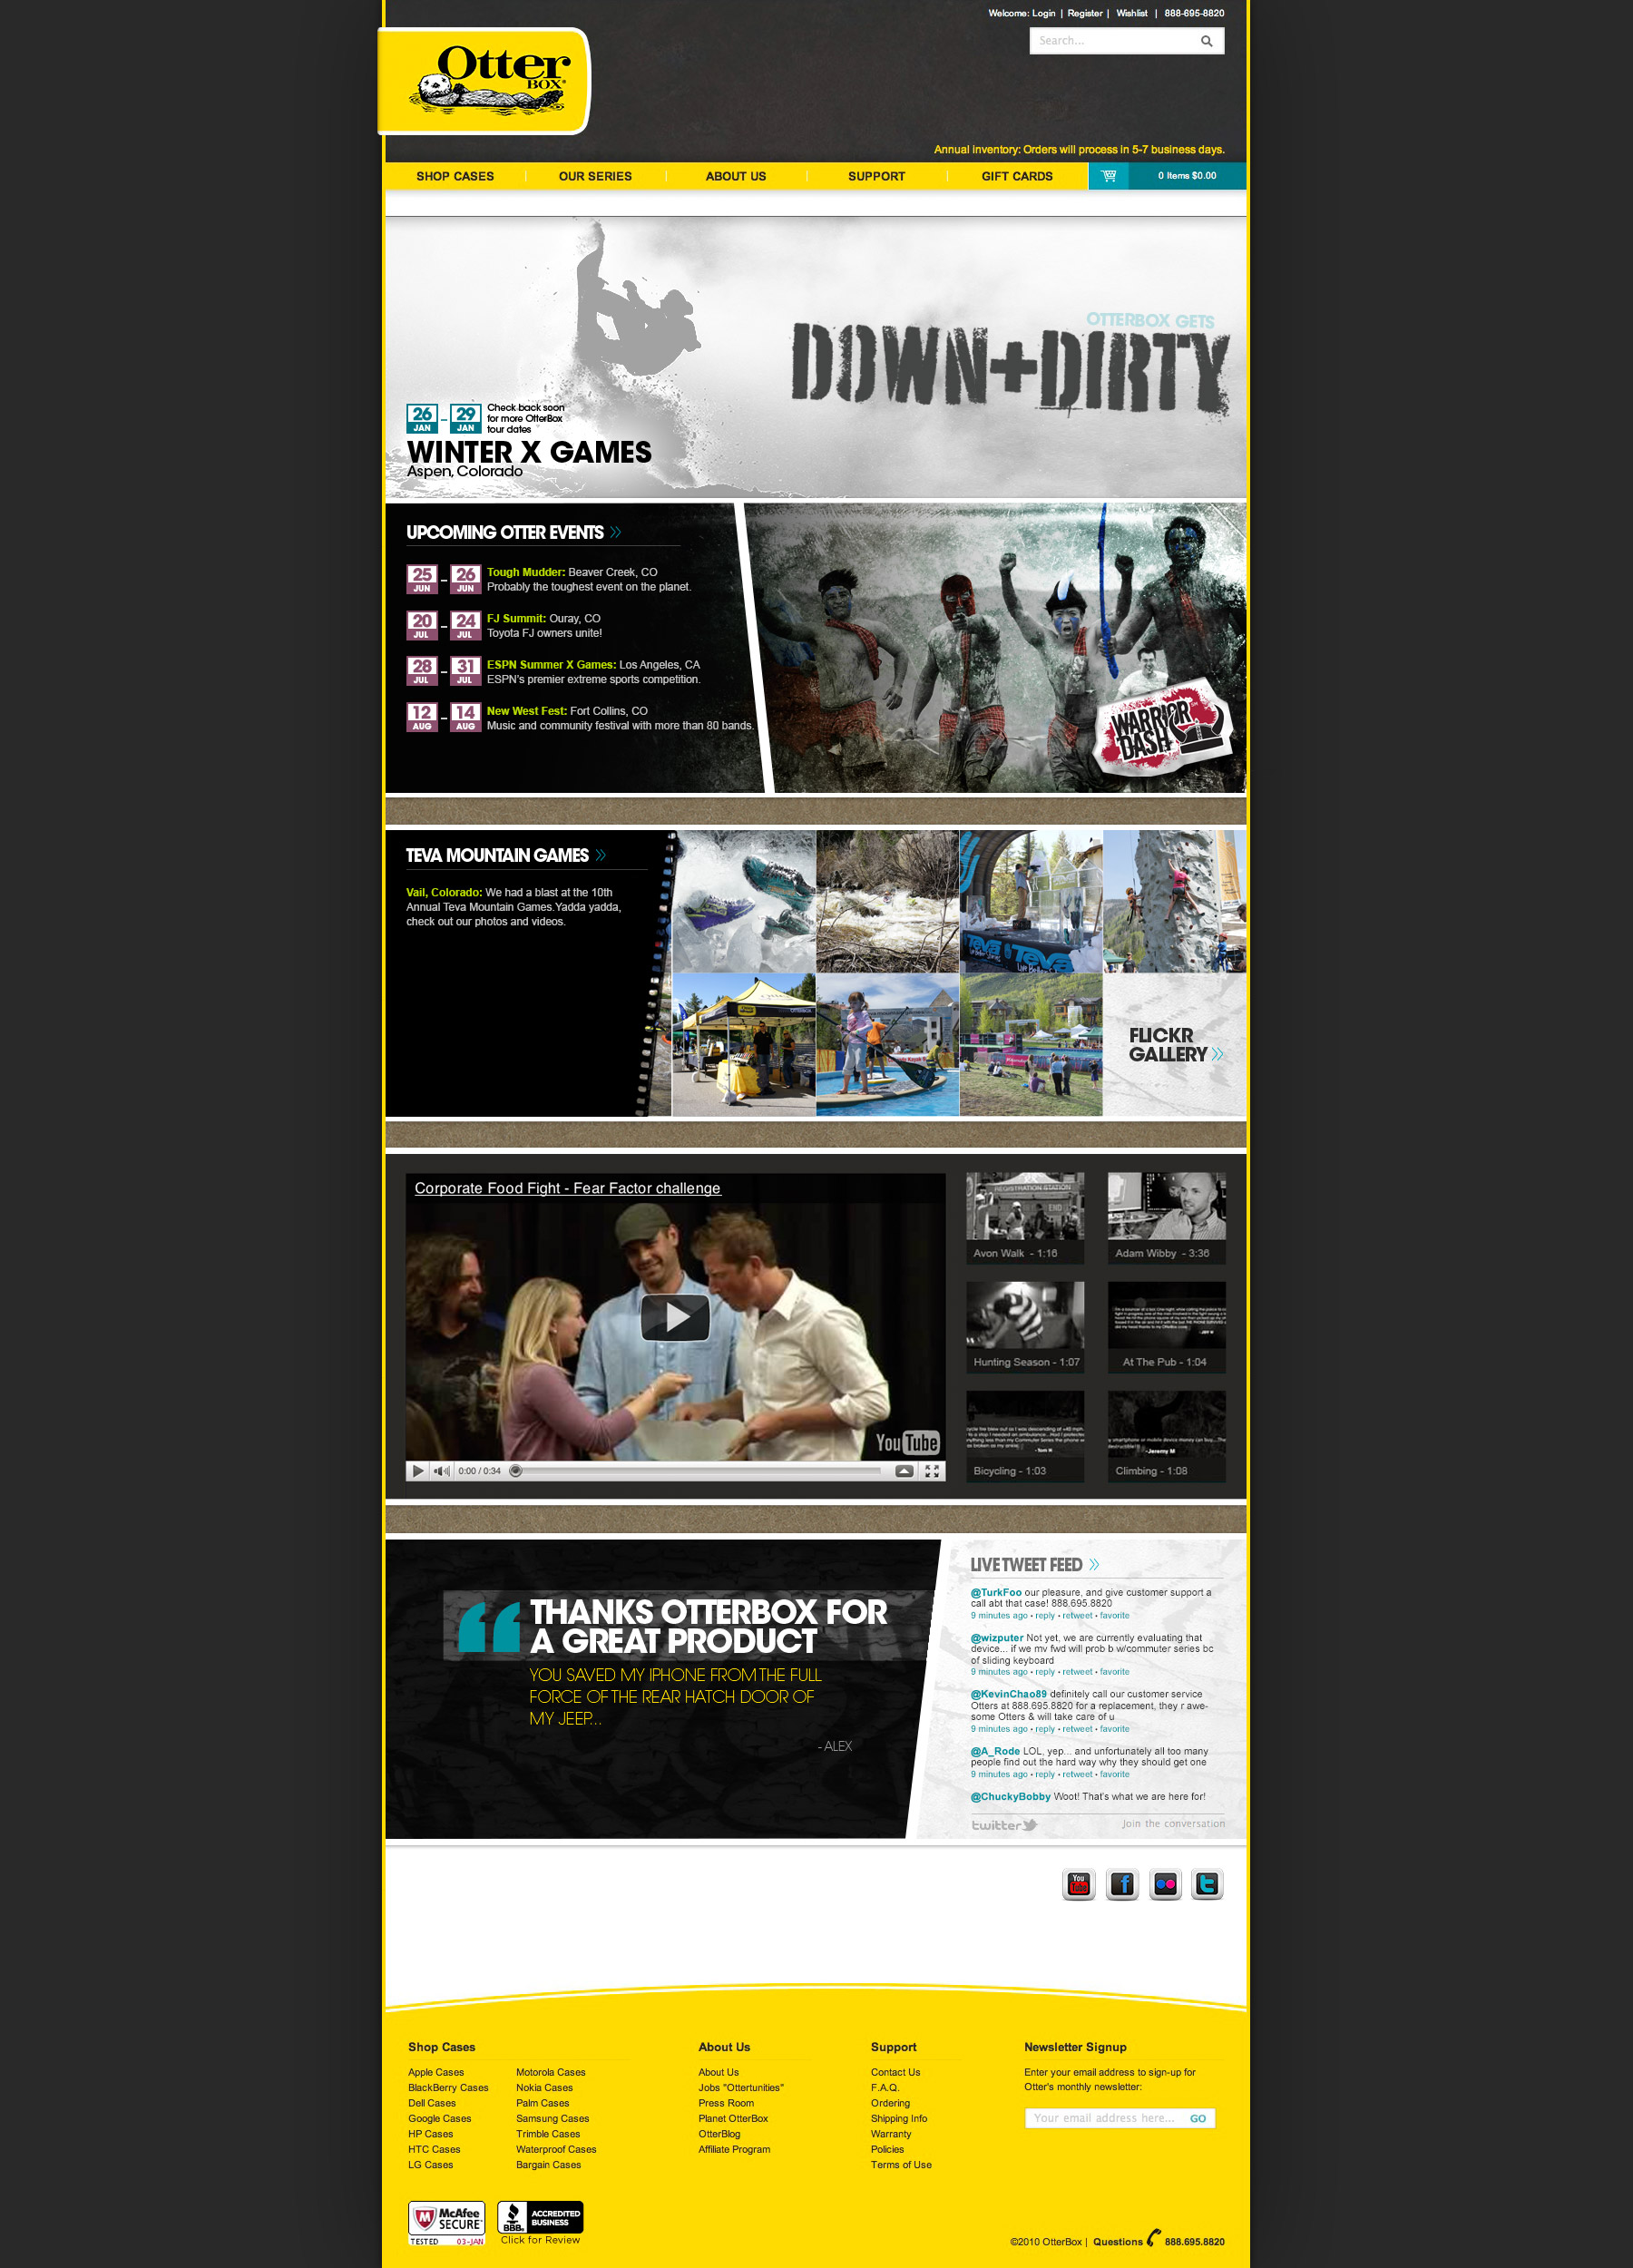 Welcome: Login | Register | Wishlist | 888-695-8820
Search...
Otter
BOX®
Annual inventory: Orders will process in 5-7 business days.
SHOP CASES
OUR SERIES
ABOUT US
SUPPORT
GIFT CARDS
0 Items $0.00
OTTERBOX GETS
DOWN+DIRTY
26 JAN – 29 JAN
Check back soon
for more OtterBox
tour dates
WINTER X GAMES
Aspen, Colorado
UPCOMING OTTER EVENTS »
25 JUN – 26 JUN
Tough Mudder: Beaver Creek, CO
Probably the toughest event on the planet.
20 JUL – 24 JUL
FJ Summit: Ouray, CO
Toyota FJ owners unite!
28 JUL – 31 JUL
ESPN Summer X Games: Los Angeles, CA
ESPN's premier extreme sports competition.
12 AUG – 14 AUG
New West Fest: Fort Collins, CO
Music and community festival with more than 80 bands.
WARRIOR
DASH
TEVA MOUNTAIN GAMES »
Vail, Colorado: We had a blast at the 10th
Annual Teva Mountain Games.Yadda yadda,
check out our photos and videos.
Teva Teva
OTTER
FLICKR
GALLERY »
Corporate Food Fight - Fear Factor challenge
YouTube
0:00 / 0:34
REGISTRATION STATION
END
Avon Walk - 1:16
Adam Wibby - 3:36
Hunting Season - 1:07
At The Pub - 1:04
- Tom H
Bicycling - 1:03
-Jeremy M
Climbing - 1:08
“ THANKS OTTERBOX FOR
A GREAT PRODUCT
YOU SAVED MY IPHONE FROM THE FULL
FORCE OF THE REAR HATCH DOOR OF
MY JEEP...
- ALEX
LIVE TWEET FEED »
@TurkFoo our pleasure, and give customer support a
call abt that case! 888.695.8820
9 minutes ago • reply • retweet • favorite
@wizputer Not yet, we are currently evaluating that
device... if we mv fwd will prob b w/commuter series bc
of sliding keyboard
9 minutes ago • reply • retweet • favorite
@KevinChao89 definitely call our customer service
Otters at 888.695.8820 for a replacement, they r awe-
some Otters & will take care of u
9 minutes ago • reply • retweet • favorite
@A_Rode LOL, yep... and unfortunately all too many
people find out the hard way why they should get one
9 minutes ago • reply • retweet • favorite
@ChuckyBobby Woot! That's what we are here for!
twitter
Join the conversation
You Tube
f
t
Shop Cases
Apple Cases
BlackBerry Cases
Dell Cases
Google Cases
HP Cases
HTC Cases
LG Cases
Motorola Cases
Nokia Cases
Palm Cases
Samsung Cases
Trimble Cases
Waterproof Cases
Bargain Cases
About Us
About Us
Jobs "Ottertunities"
Press Room
Planet OtterBox
OtterBlog
Affiliate Program
Support
Contact Us
F.A.Q.
Ordering
Shipping Info
Warranty
Policies
Terms of Use
Newsletter Signup
Enter your email address to sign-up for
Otter's monthly newsletter:
Your email address here... GO
McAfee
SECURE™
TESTED 03-JAN
BBB
ACCREDITED
BUSINESS
Click for Review
©2010 OtterBox | Questions 888.695.8820